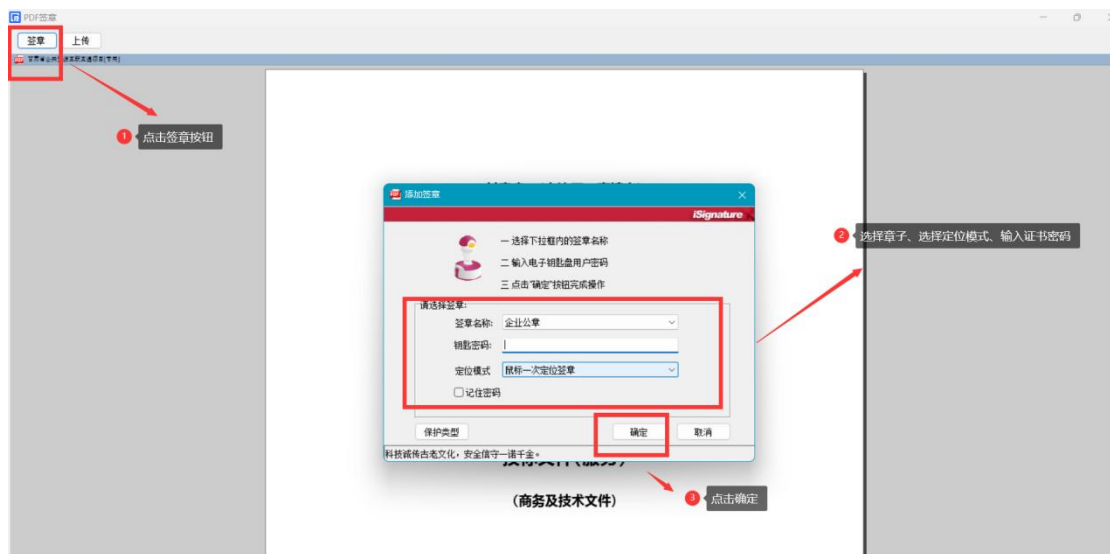 PDF签章
签章
上传
1 点击签章按钮
添加签章
iSignature
一 选择下拉框内的签章名称
二 输入电子钥匙盘用户密码
三 点击"确定"按钮完成操作
2 选择章子、选择定位模式、输入证书密码
请选择签章:
签章名称: 企业公章
钥匙密码:
定位模式 鼠标一次定位签章
记住密码
保护类型 确定 取消
科技诚传古老文化，安全信守一诺千金。
3 点击确定
(商务及技术文件)